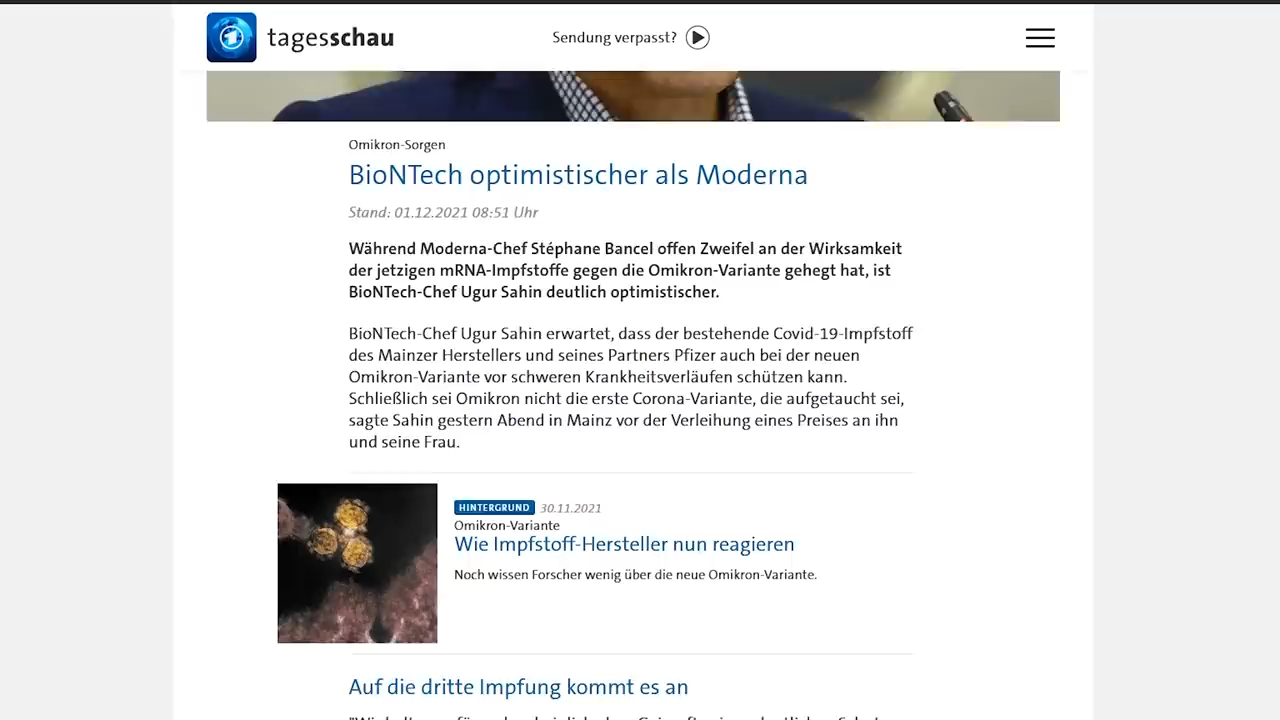 tagesschau
Sendung verpasst?
Omikron-Sorgen
BioNTech optimistischer als Moderna
Stand: 01.12.2021 08:51 Uhr
Während Moderna-Chef Stéphane Bancel offen Zweifel an der Wirksamkeit
der jetzigen mRNA-Impfstoffe gegen die Omikron-Variante gehegt hat, ist
BioNTech-Chef Ugur Sahin deutlich optimistischer.
BioNTech-Chef Ugur Sahin erwartet, dass der bestehende Covid-19-Impfstoff
des Mainzer Herstellers und seines Partners Pfizer auch bei der neuen
Omikron-Variante vor schweren Krankheitsverläufen schützen kann.
Schließlich sei Omikron nicht die erste Corona-Variante, die aufgetaucht sei,
sagte Sahin gestern Abend in Mainz vor der Verleihung eines Preises an ihn
und seine Frau.
HINTERGRUND 30.11.2021
Omikron-Variante
Wie Impfstoff-Hersteller nun reagieren
Noch wissen Forscher wenig über die neue Omikron-Variante.
Auf die dritte Impfung kommt es an